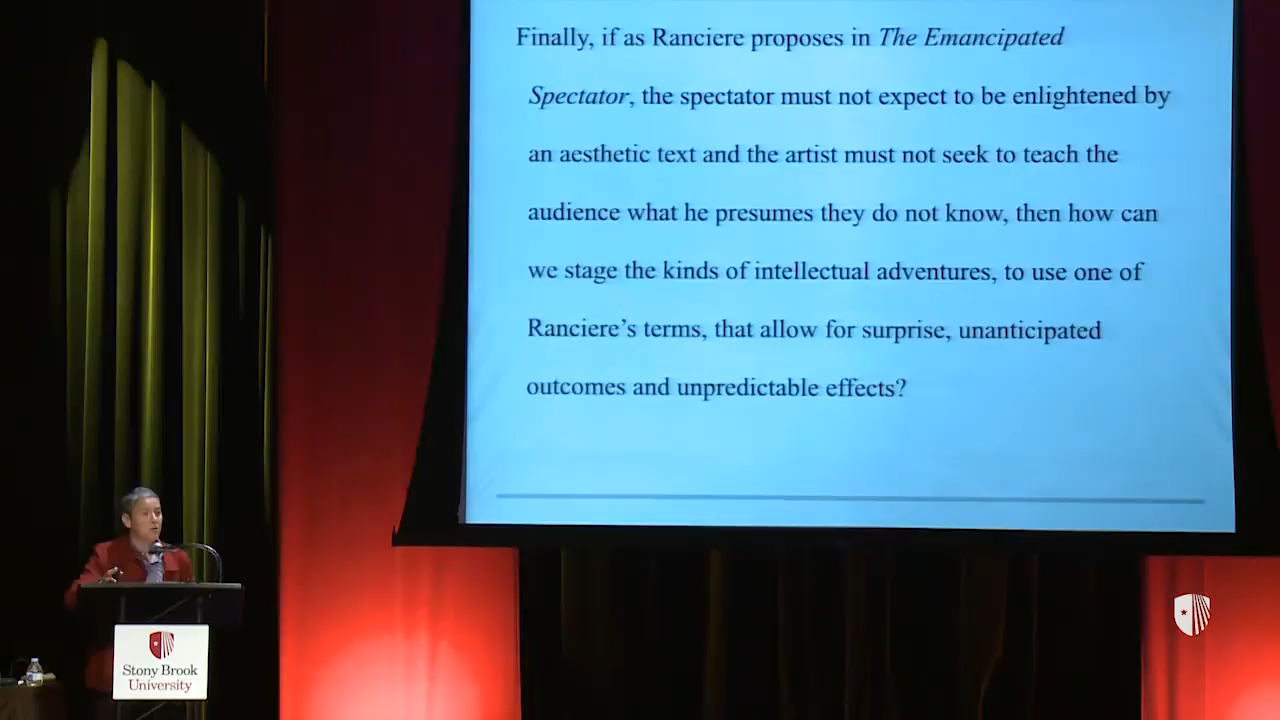 Finally, if as Ranciere proposes in The Emancipated
Spectator, the spectator must not expect to be enlightened by
an aesthetic text and the artist must not seek to teach the
audience what he presumes they do not know, then how can
we stage the kinds of intellectual adventures, to use one of
Ranciere’s terms, that allow for surprise, unanticipated
outcomes and unpredictable effects?
Stony Brook
University